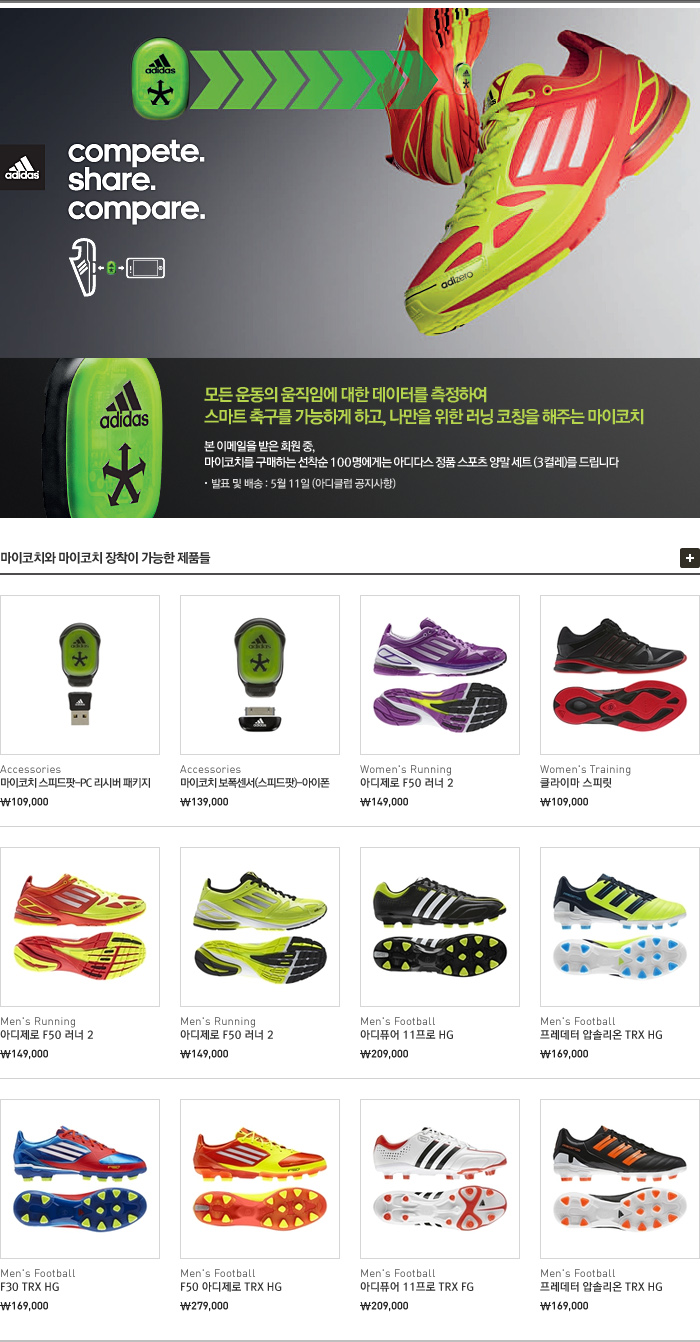 adidas
compete.
share.
compare.
adidas
adizero
adidas
모든 운동의 움직임에 대한 데이터를 측정하여
스마트 축구를 가능하게 하고, 나만을 위한 러닝 코칭을 해주는 마이코치
본 이메일을 받은 회원 중,
마이코치를 구매하는 선착순 100명에게는 아디다스 정품 스포츠 양말 세트 (3켤레)를 드립니다
· 발표 및 배송 : 5월 11일 (아디클럽 공지사항)
마이코치와 마이코치 장착이 가능한 제품들
Accessories
마이코치 스피드팟-PC 리시버 패키지
₩109,000
Accessories
마이코치 보폭센서(스피드팟)-아이폰
₩139,000
Women's Running
아디제로 F50 러너 2
₩149,000
Women's Training
클라이마 스피릿
₩109,000
Men's Running
아디제로 F50 러너 2
₩149,000
Men's Running
아디제로 F50 러너 2
₩149,000
Men's Football
아디퓨어 11프로 HG
₩209,000
Men's Football
프레데터 압솔리온 TRX HG
₩169,000
Men's Football
F30 TRX HG
₩169,000
Men's Football
F50 아디제로 TRX HG
₩279,000
Men's Football
아디퓨어 11프로 TRX FG
₩209,000
Men's Football
프레데터 압솔리온 TRX HG
₩169,000